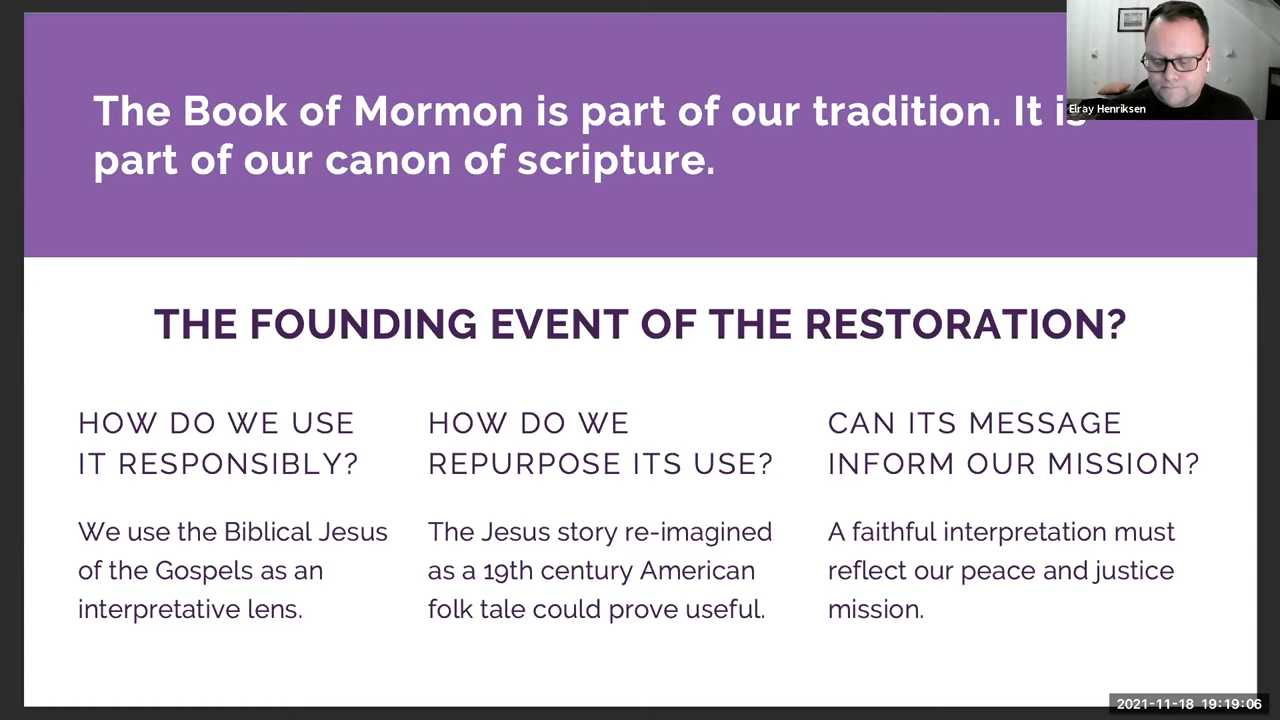 The Book of Mormon is part of our tradition. It is
part of our canon of scripture.
Elray Henriksen
THE FOUNDING EVENT OF THE RESTORATION?
HOW DO WE USE
IT RESPONSIBLY?
We use the Biblical Jesus
of the Gospels as an
interpretative lens.
HOW DO WE
REPURPOSE ITS USE?
The Jesus story re-imagined
as a 19th century American
folk tale could prove useful.
CAN ITS MESSAGE
INFORM OUR MISSION?
A faithful interpretation must
reflect our peace and justice
mission.
2021-11-18 19:19:06